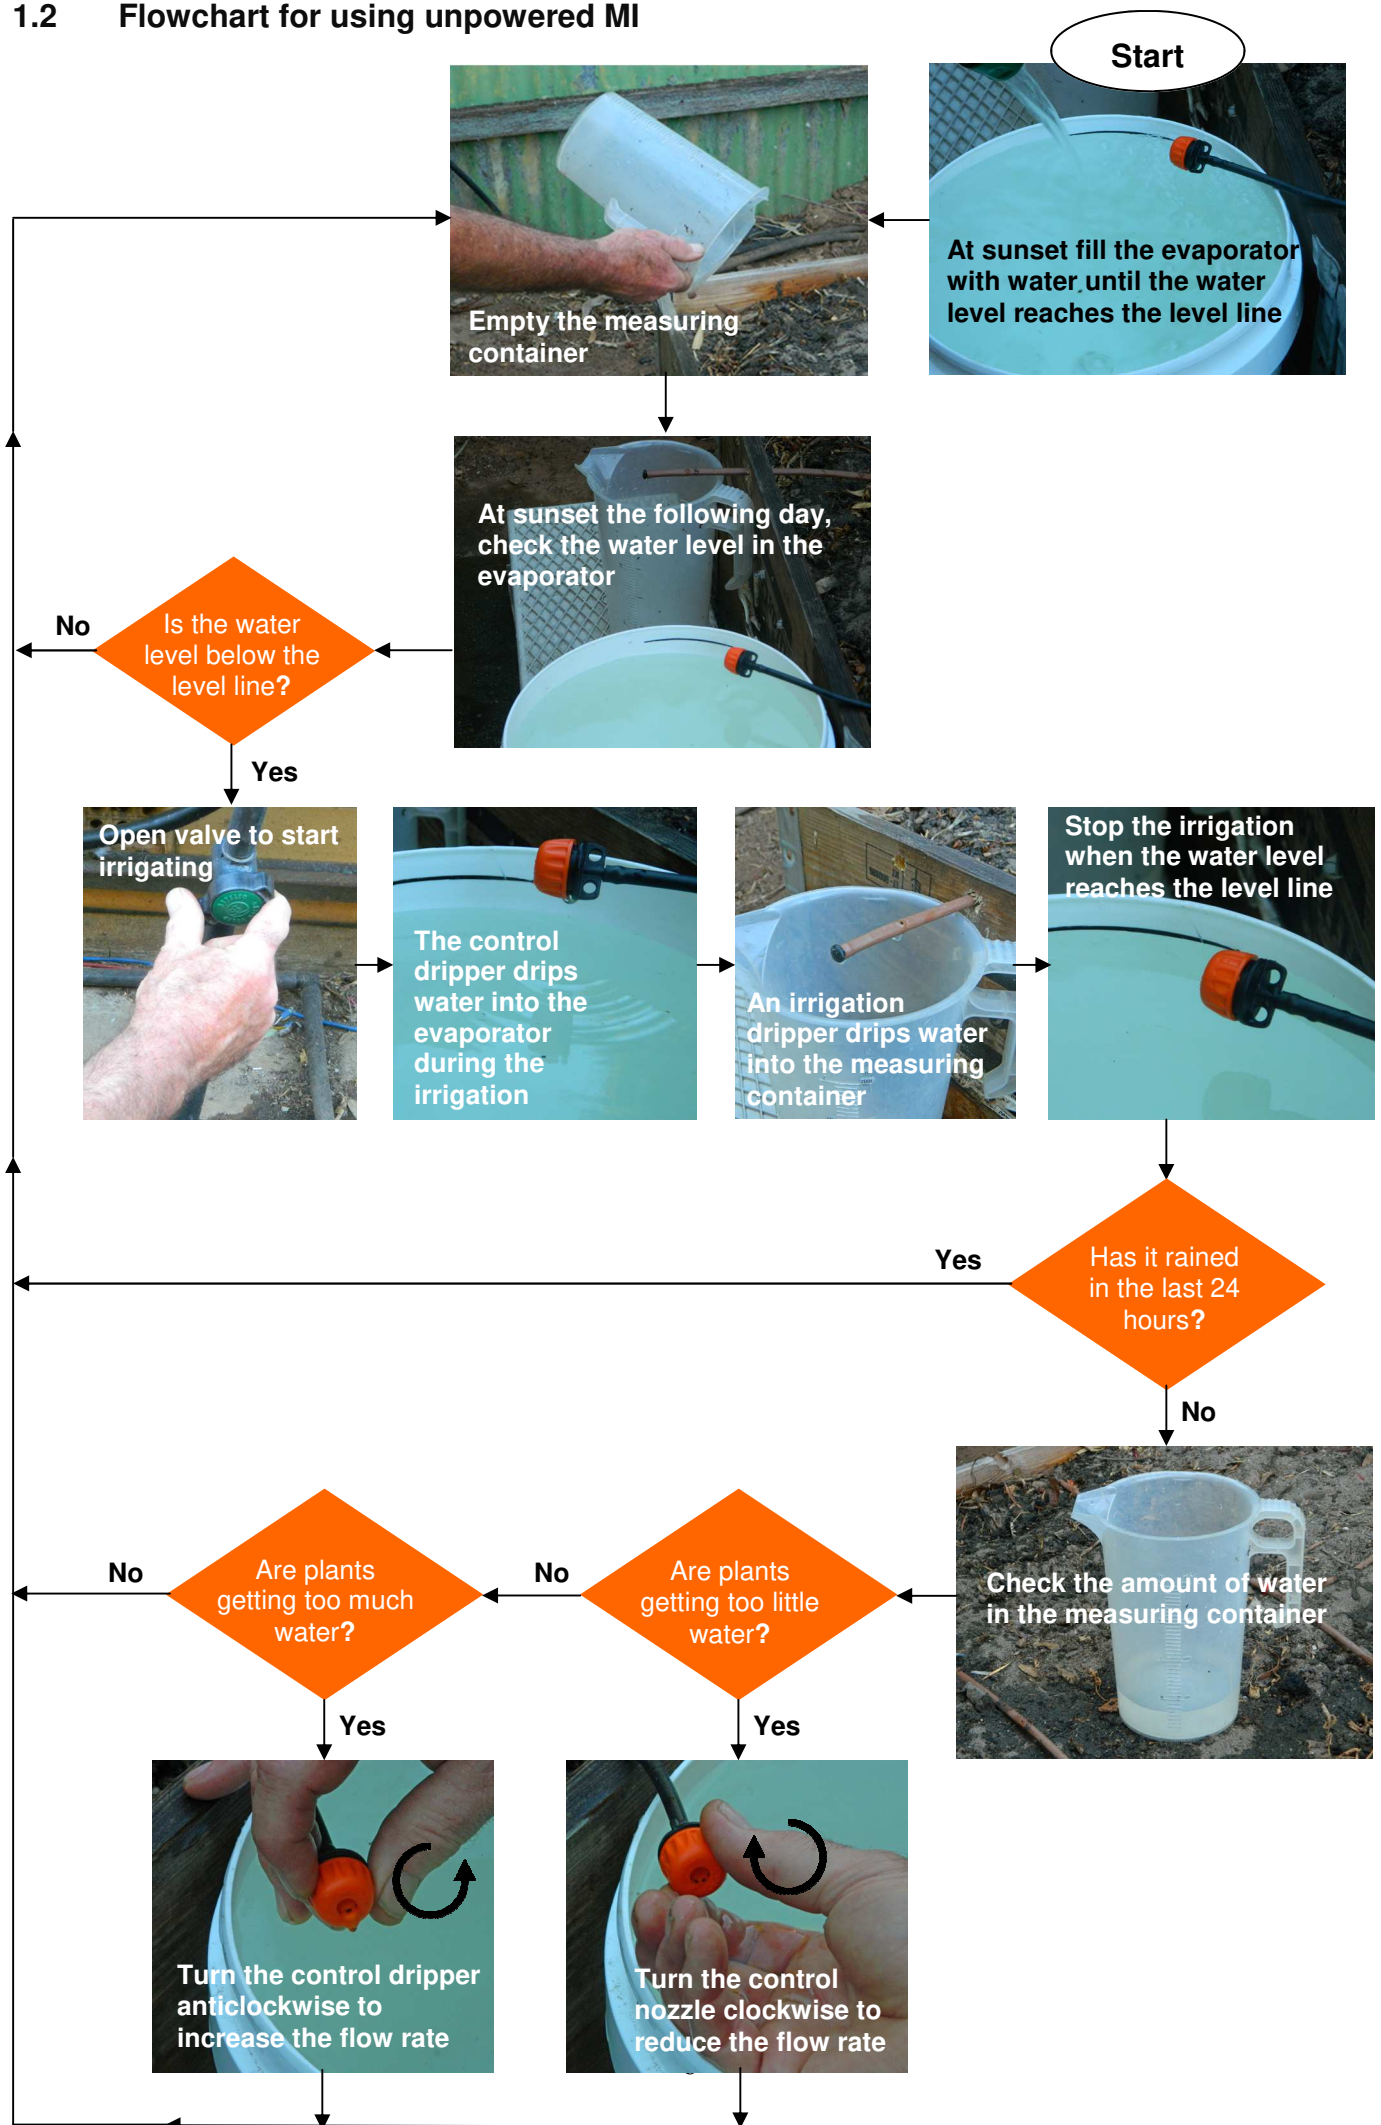 1.2 Flowchart for using unpowered MI
Start
At sunset fill the evaporator
with water until the water
level reaches the level line
Empty the measuring
container
At sunset the following day,
check the water level in the
evaporator
Is the water
level below the
level line?
No
Yes
Open valve to start
irrigating
The control
dripper drips
water into the
evaporator
during the
irrigation
An irrigation
dripper drips water
into the measuring
container
Stop the irrigation
when the water level
reaches the level line
Has it rained
in the last 24
hours?
Yes
No
Check the amount of water
in the measuring container
Are plants
getting too little
water?
No
Yes
Are plants
getting too much
water?
No
Yes
Turn the control nozzle clockwise to
reduce the flow rate
Turn the control dripper
anticlockwise to
increase the flow rate